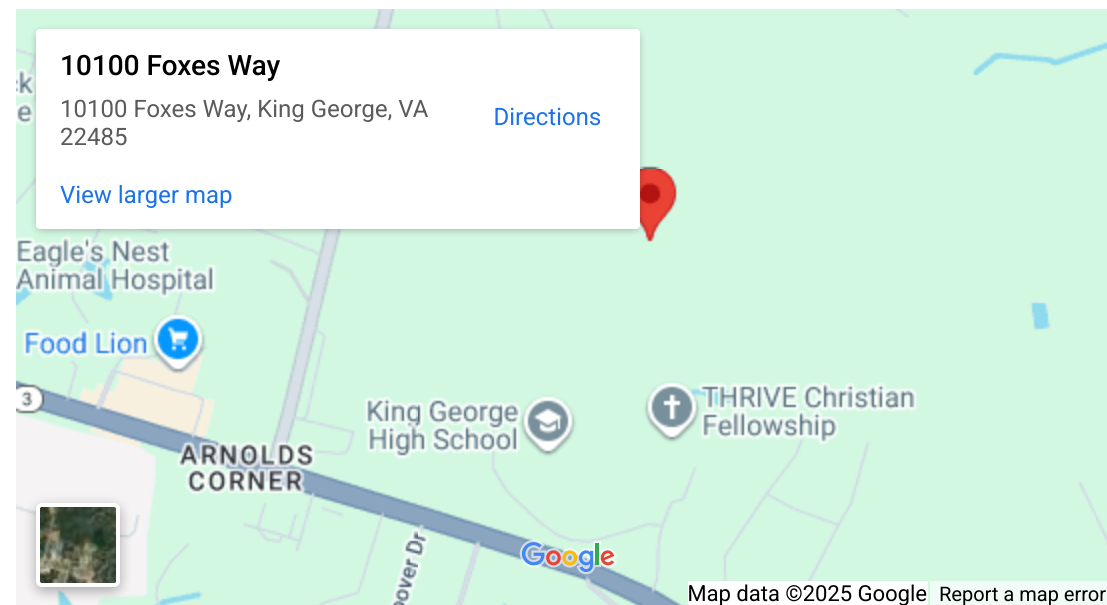 10100 Foxes Way
10100 Foxes Way, King George, VA
22485
Directions
View larger map
Eagle's Nest
Animal Hospital
Food Lion
3
King George
High School
THRIVE Christian
Fellowship
ARNOLDS
CORNER
Google
Map data ©2025 Google
Report a map error